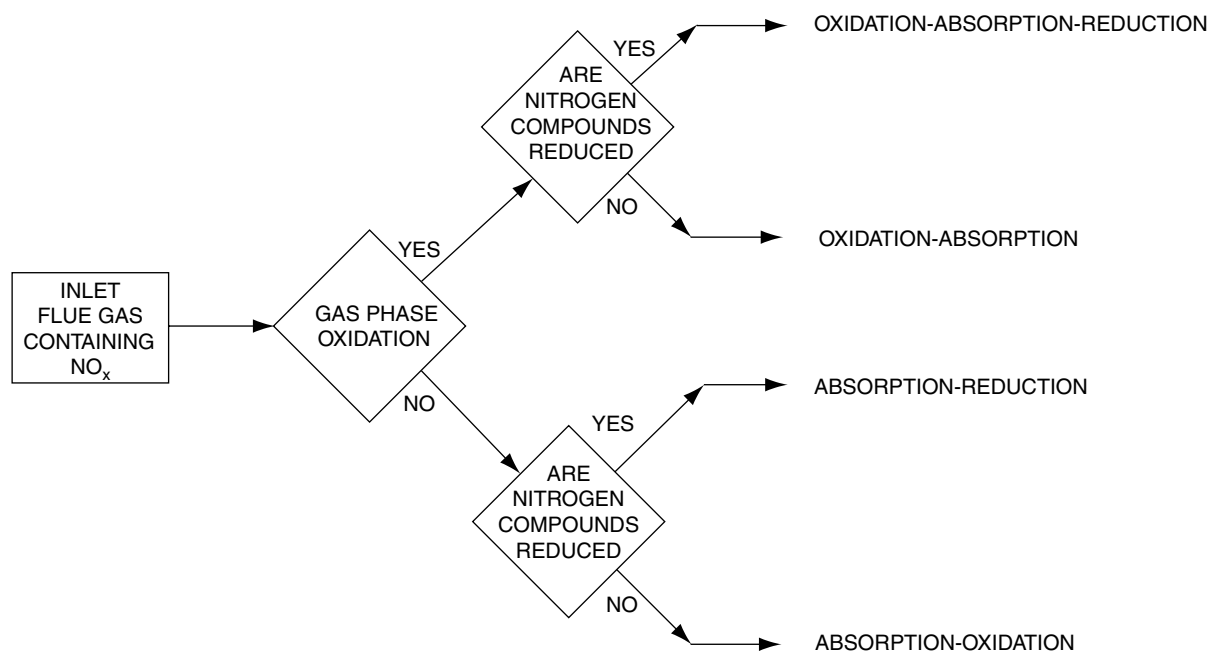 INLET
FLUE GAS
CONTAINING
NOx
GAS PHASE
OXIDATION
YES
NO
ARE
NITROGEN
COMPOUNDS
REDUCED
YES
OXIDATION-ABSORPTION-REDUCTION
NO
OXIDATION-ABSORPTION
ARE
NITROGEN
COMPOUNDS
REDUCED
YES
ABSORPTION-REDUCTION
NO
ABSORPTION-OXIDATION